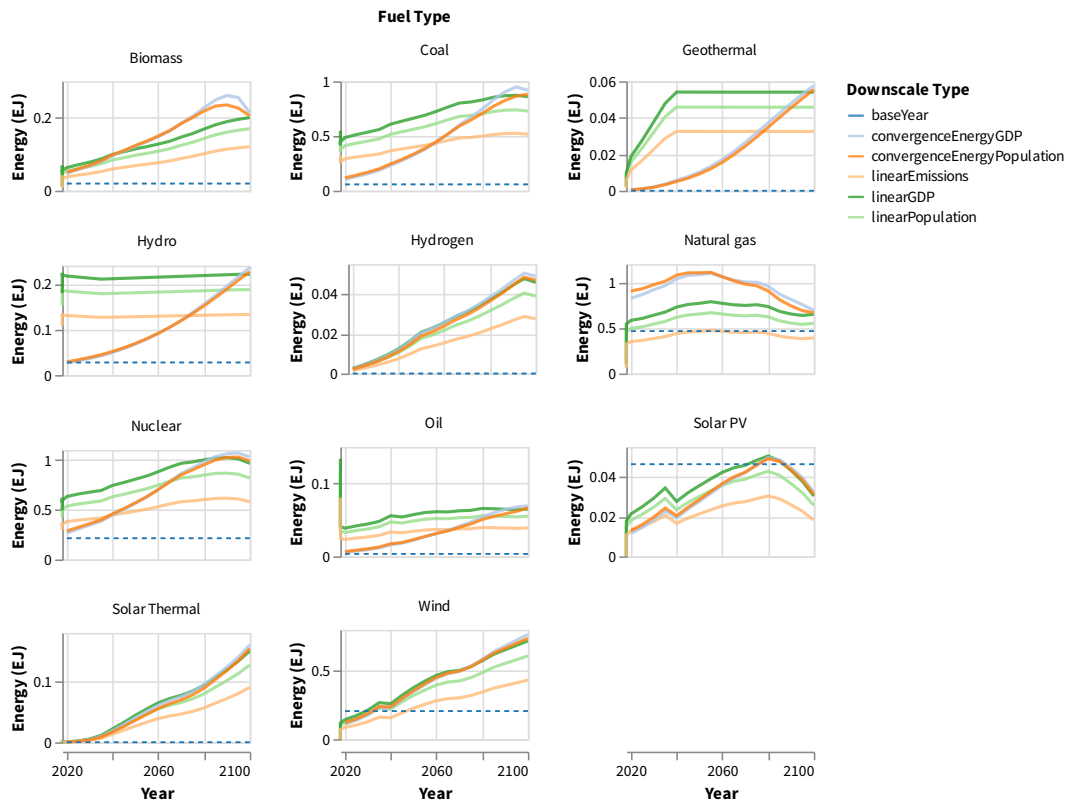 Fuel Type
Biomass
Coal
Geothermal
Energy (EJ)
0.2
0
Energy (EJ)
1
0.5
0
Energy (EJ)
0.06
0.04
0.02
0
Downscale Type
baseYear
convergenceEnergyGDP
convergenceEnergyPopulation
linearEmissions
linearGDP
linearPopulation
Hydro
Hydrogen
Natural gas
Energy (EJ)
0.2
0.1
0
Energy (EJ)
0.04
0.02
0
Energy (EJ)
1
0.5
0
Nuclear
Oil
Solar PV
Energy (EJ)
1
0.5
0
Energy (EJ)
0.1
0
Energy (EJ)
0.04
0.02
0
Solar Thermal
Wind
Energy (EJ)
0.1
0
Energy (EJ)
0.5
0
2020 2060 2100
Year
2020 2060 2100
Year
2020 2060 2100
Year